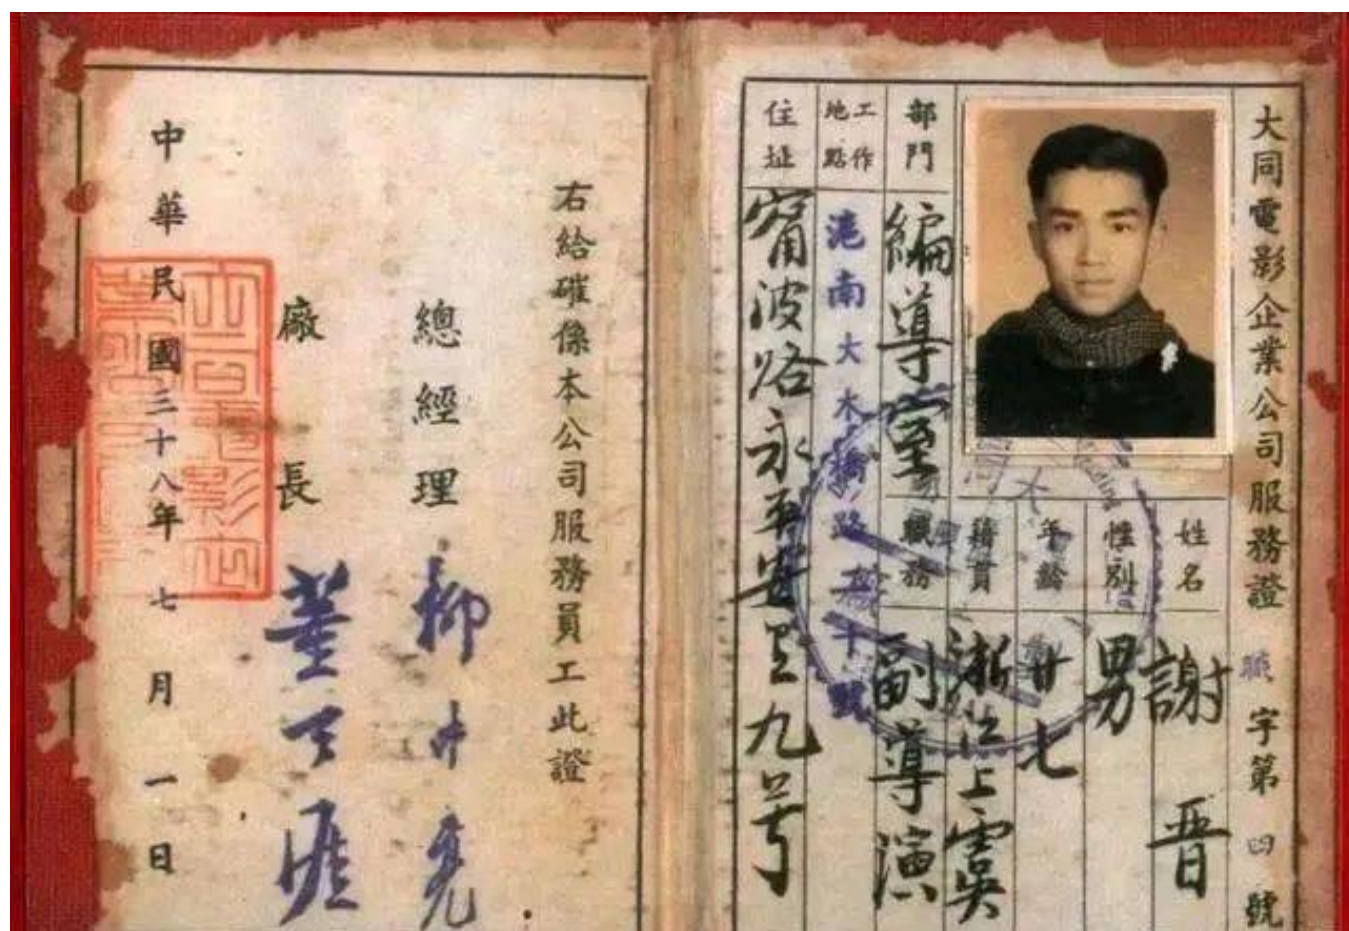 大同電影企業公司服務證 職字第四號
姓名 謝晉
性別 男
年齡 廿七
籍貫 浙江上虞
職務 副導演
部門 編導室
工作地點 滬南大木橋路
住址 甯波路永平安里九号
右給確係本公司服務員工此證
總經理 柳中亮
廠長 董天涯
中華民國三十八年七月一日